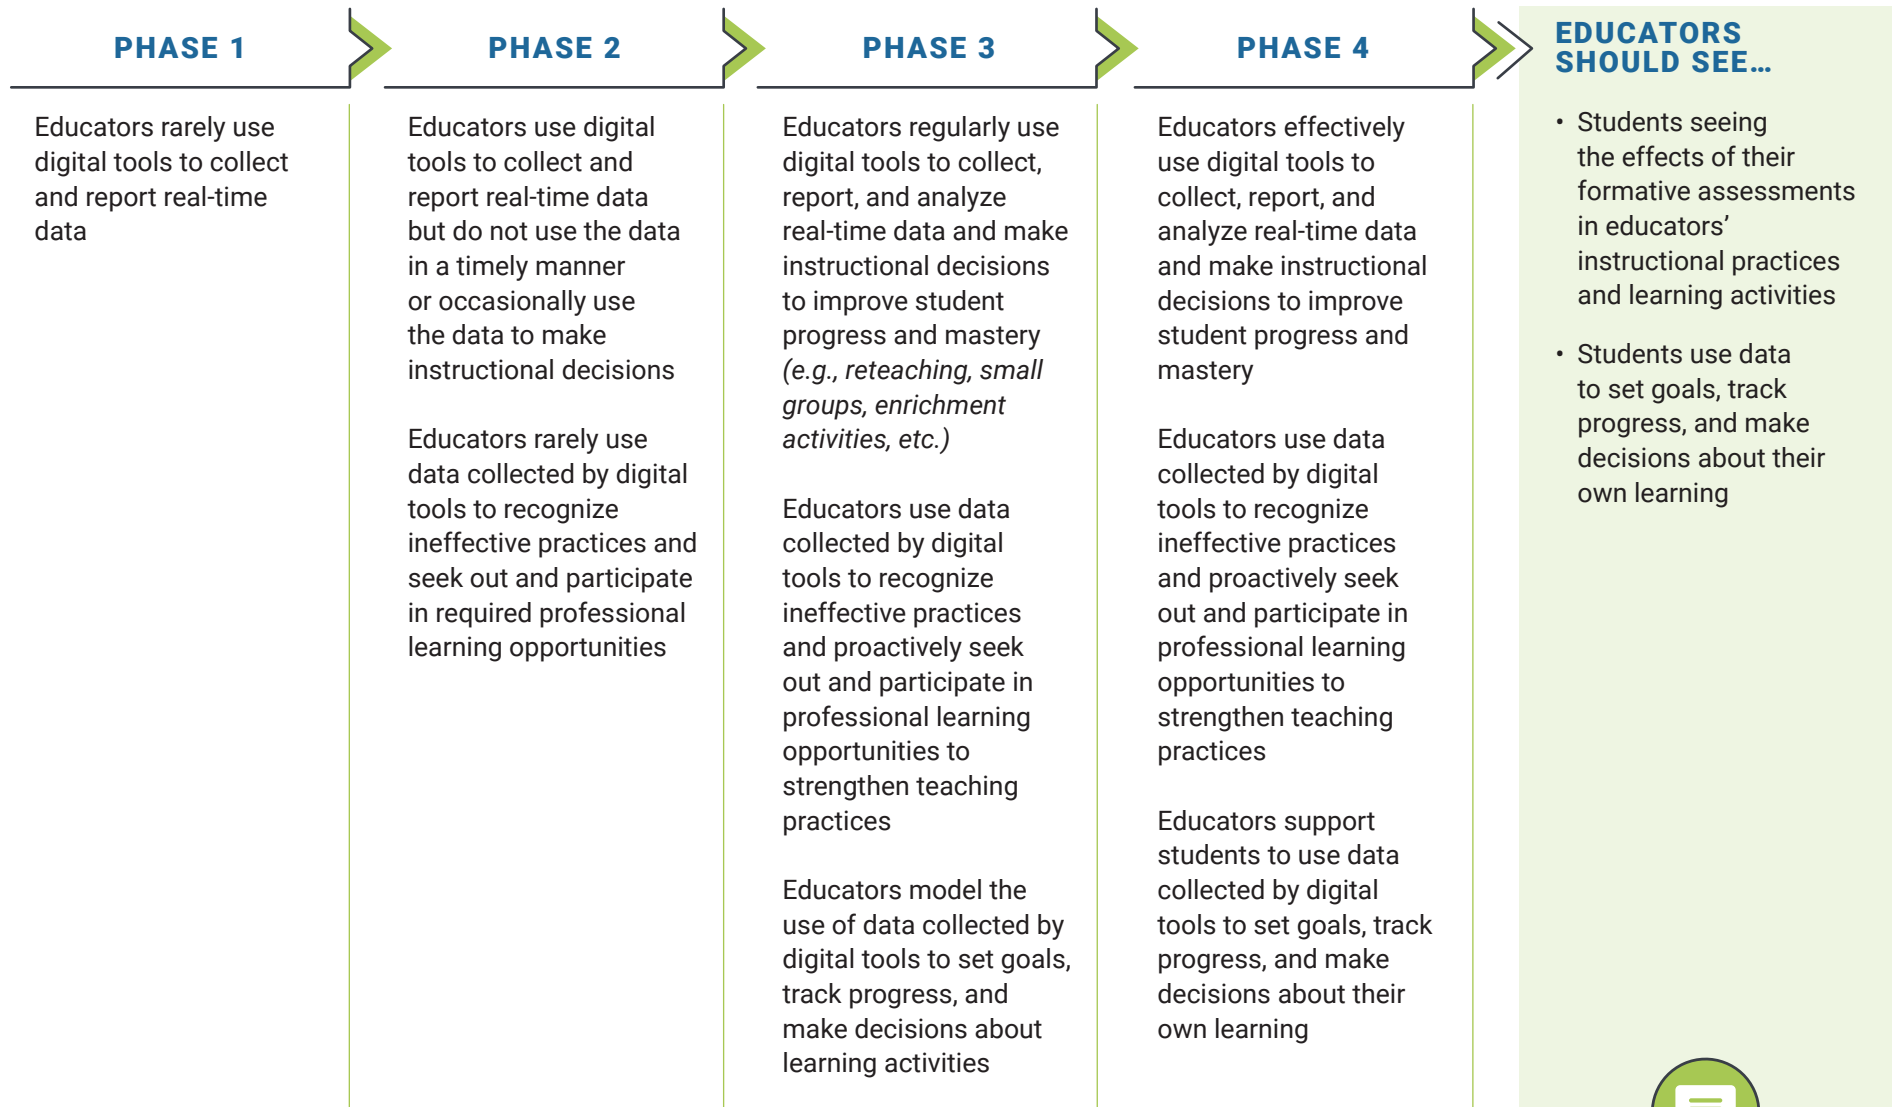 PHASE 1
Educators rarely use
digital tools to collect
and report real-time
data
PHASE 2
Educators use digital
tools to collect and
report real-time data
but do not use the data
in a timely manner
or occasionally use
the data to make
instructional decisions
Educators rarely use
data collected by digital
tools to recognize
ineffective practices and
seek out and participate
in required professional
learning opportunities
PHASE 3
Educators regularly use
digital tools to collect,
report, and analyze
real-time data and make
instructional decisions
to improve student
progress and mastery
(e.g., reteaching, small
groups, enrichment
activities, etc.)
Educators use data
collected by digital
tools to recognize
ineffective practices
and proactively seek
out and participate in
professional learning
opportunities to
strengthen teaching
practices
Educators model the
use of data collected by
digital tools to set goals,
track progress, and
make decisions about
learning activities
PHASE 4
Educators effectively
use digital tools to
collect, report, and
analyze real-time data
and make instructional
decisions to improve
student progress and
mastery
Educators use data
collected by digital
tools to recognize
ineffective practices
and proactively seek
out and participate in
professional learning
opportunities to
strengthen teaching
practices
Educators support
students to use data
collected by digital
tools to set goals, track
progress, and make
decisions about their
own learning
EDUCATORS
SHOULD SEE…
• Students seeing
the effects of their
formative assessments
in educators’
instructional practices
and learning activities
• Students use data
to set goals, track
progress, and make
decisions about their
own learning